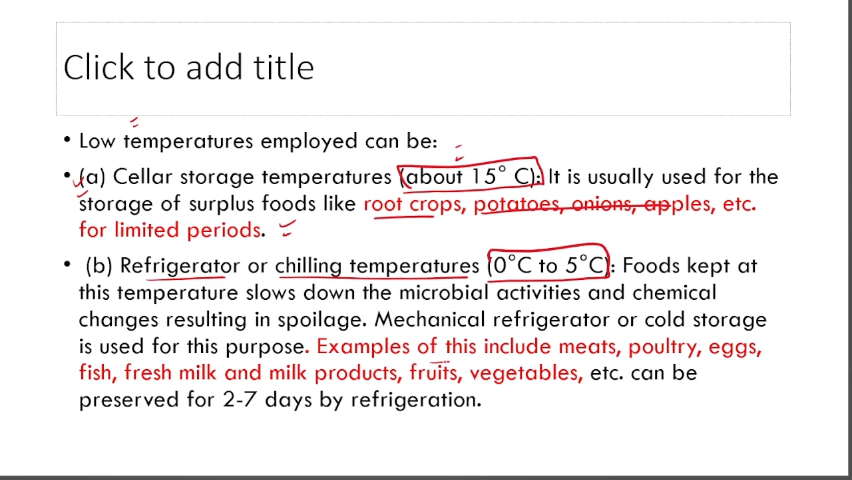 Click to add title
• Low temperatures employed can be:
• (a) Cellar storage temperatures (about 15° C): It is usually used for the
storage of surplus foods like root crops, potatoes, onions, apples, etc.
for limited periods.
• (b) Refrigerator or chilling temperatures (0°C to 5°C): Foods kept at
this temperature slows down the microbial activities and chemical
changes resulting in spoilage. Mechanical refrigerator or cold storage
is used for this purpose. Examples of this include meats, poultry, eggs,
fish, fresh milk and milk products, fruits, vegetables, etc. can be
preserved for 2-7 days by refrigeration.